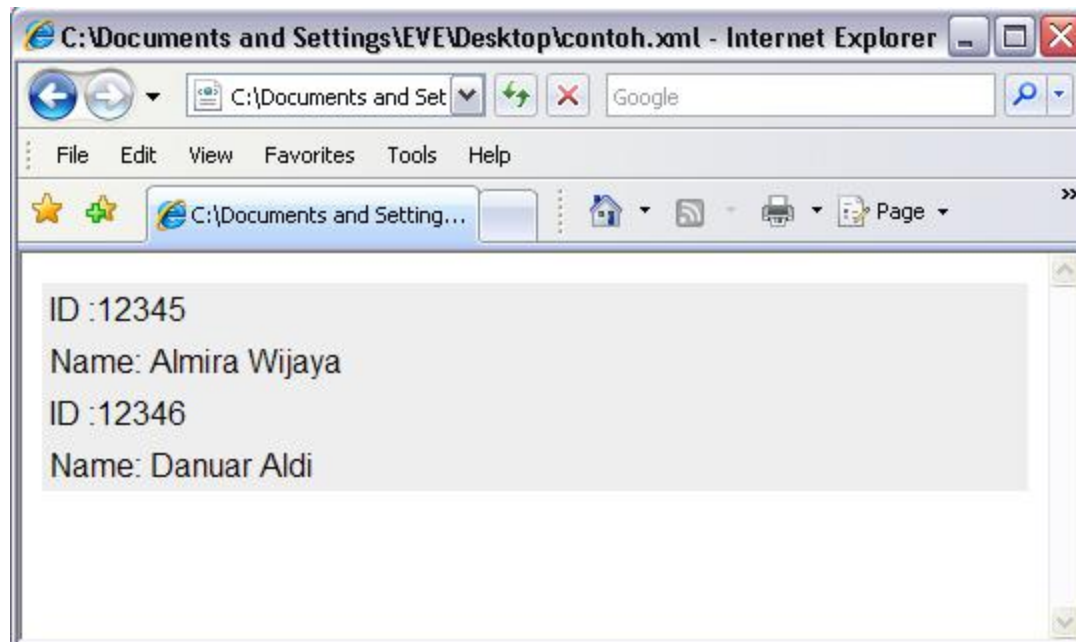 C:\Documents and Settings\EVE\Desktop\contoh.xml - Internet Explorer
C:\Documents and Set Google
File Edit View Favorites Tools Help
C:\Documents and Setting... Page »
ID :12345
Name: Almira Wijaya
ID :12346
Name: Danuar Aldi